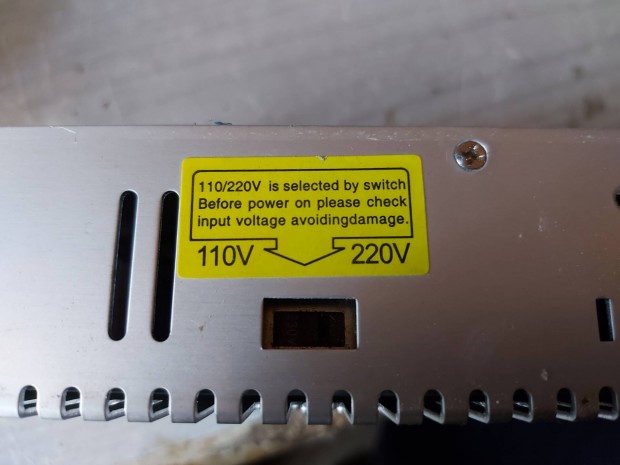 110/220V is selected by switch
Before power on please check
input voltage avoidingdamage.
110V 220V